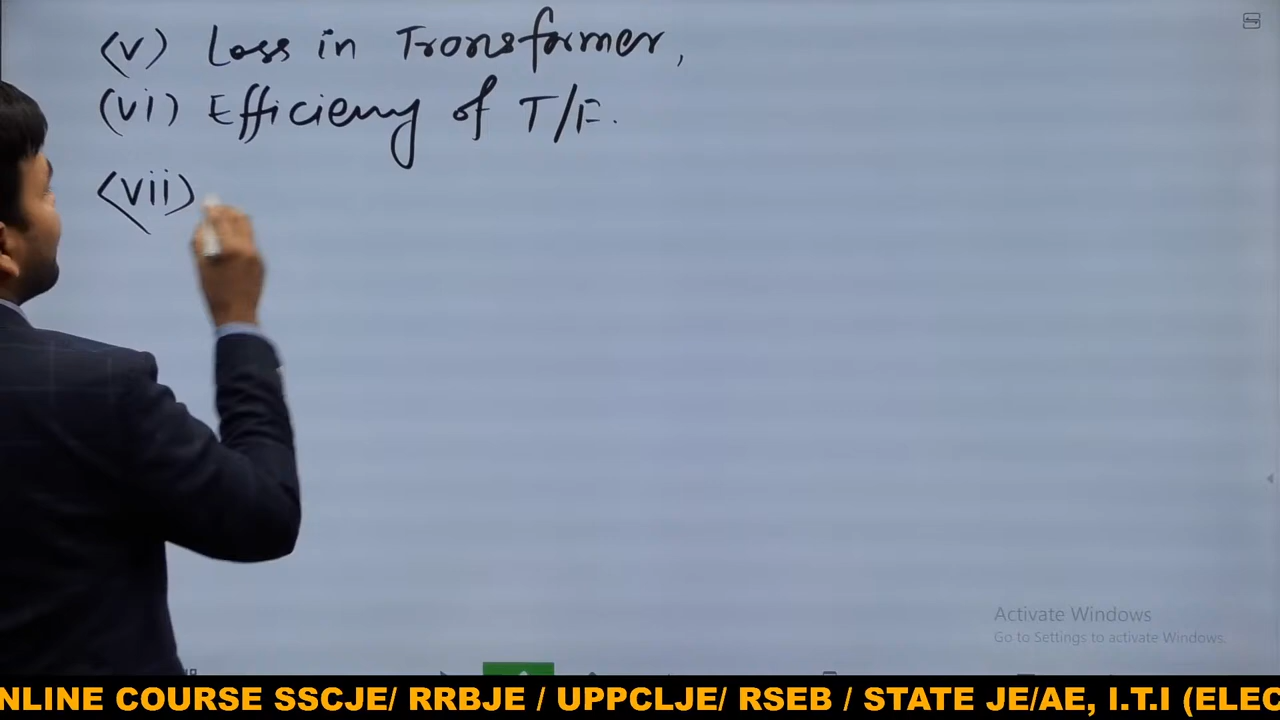 (v) Loss in Transformer,
(vi) Efficiency of T/F.
(vii)
Activate Windows
Go to Settings to activate Windows.
NLINE COURSE SSCJE/ RRBJE / UPPCLJE/ RSEB / STATE JE/AE, I.T.I (ELEC